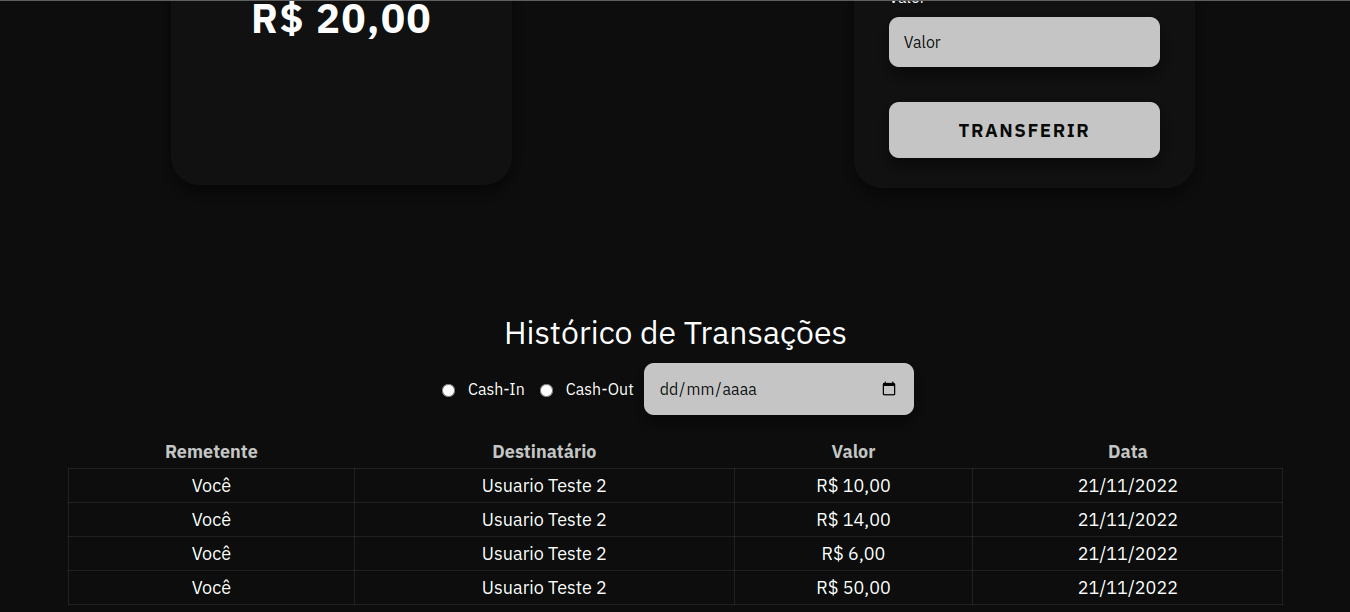 R$ 20,00
Valor
Valor
TRANSFERIR
Histórico de Transações
Cash-In Cash-Out dd/mm/aaaa
Remetente Destinatário Valor Data
Você Usuario Teste 2 R$ 10,00 21/11/2022
Você Usuario Teste 2 R$ 14,00 21/11/2022
Você Usuario Teste 2 R$ 6,00 21/11/2022
Você Usuario Teste 2 R$ 50,00 21/11/2022